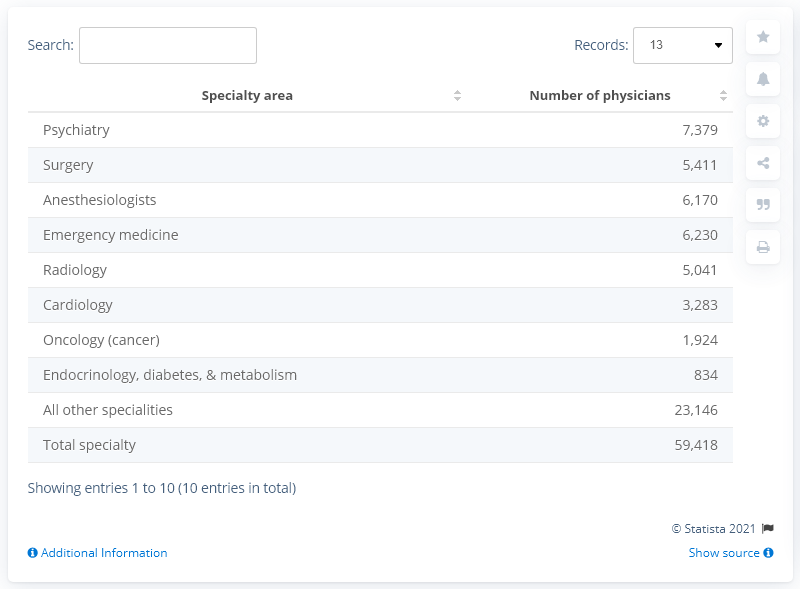 Search:
Records: 13
Specialty area Number of physicians
Psychiatry 7,379
Surgery 5,411
Anesthesiologists 6,170
Emergency medicine 6,230
Radiology 5,041
Cardiology 3,283
Oncology (cancer) 1,924
Endocrinology, diabetes, & metabolism 834
All other specialities 23,146
Total specialty 59,418
Showing entries 1 to 10 (10 entries in total)
© Statista 2021
Additional Information
Show source